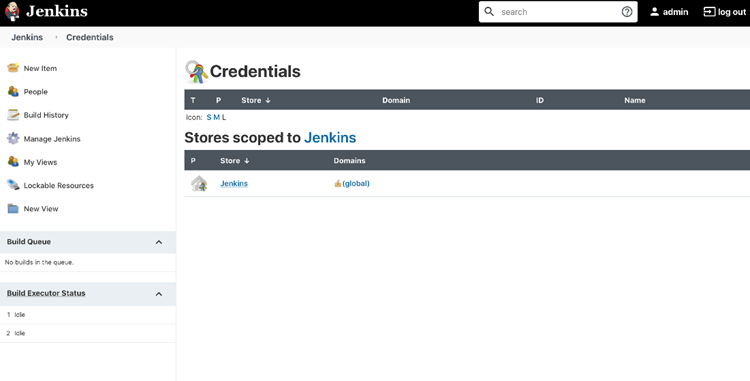 Jenkins
search
admin
log out
Jenkins
Credentials
New Item
People
Build History
Manage Jenkins
My Views
Lockable Resources
New View
Build Queue
No builds in the queue.
Build Executor Status
1 Idle
2 Idle
Credentials
T P Store ↓ Domain ID Name
Icon: S M L
Stores scoped to Jenkins
P Store ↓ Domains
Jenkins (global)